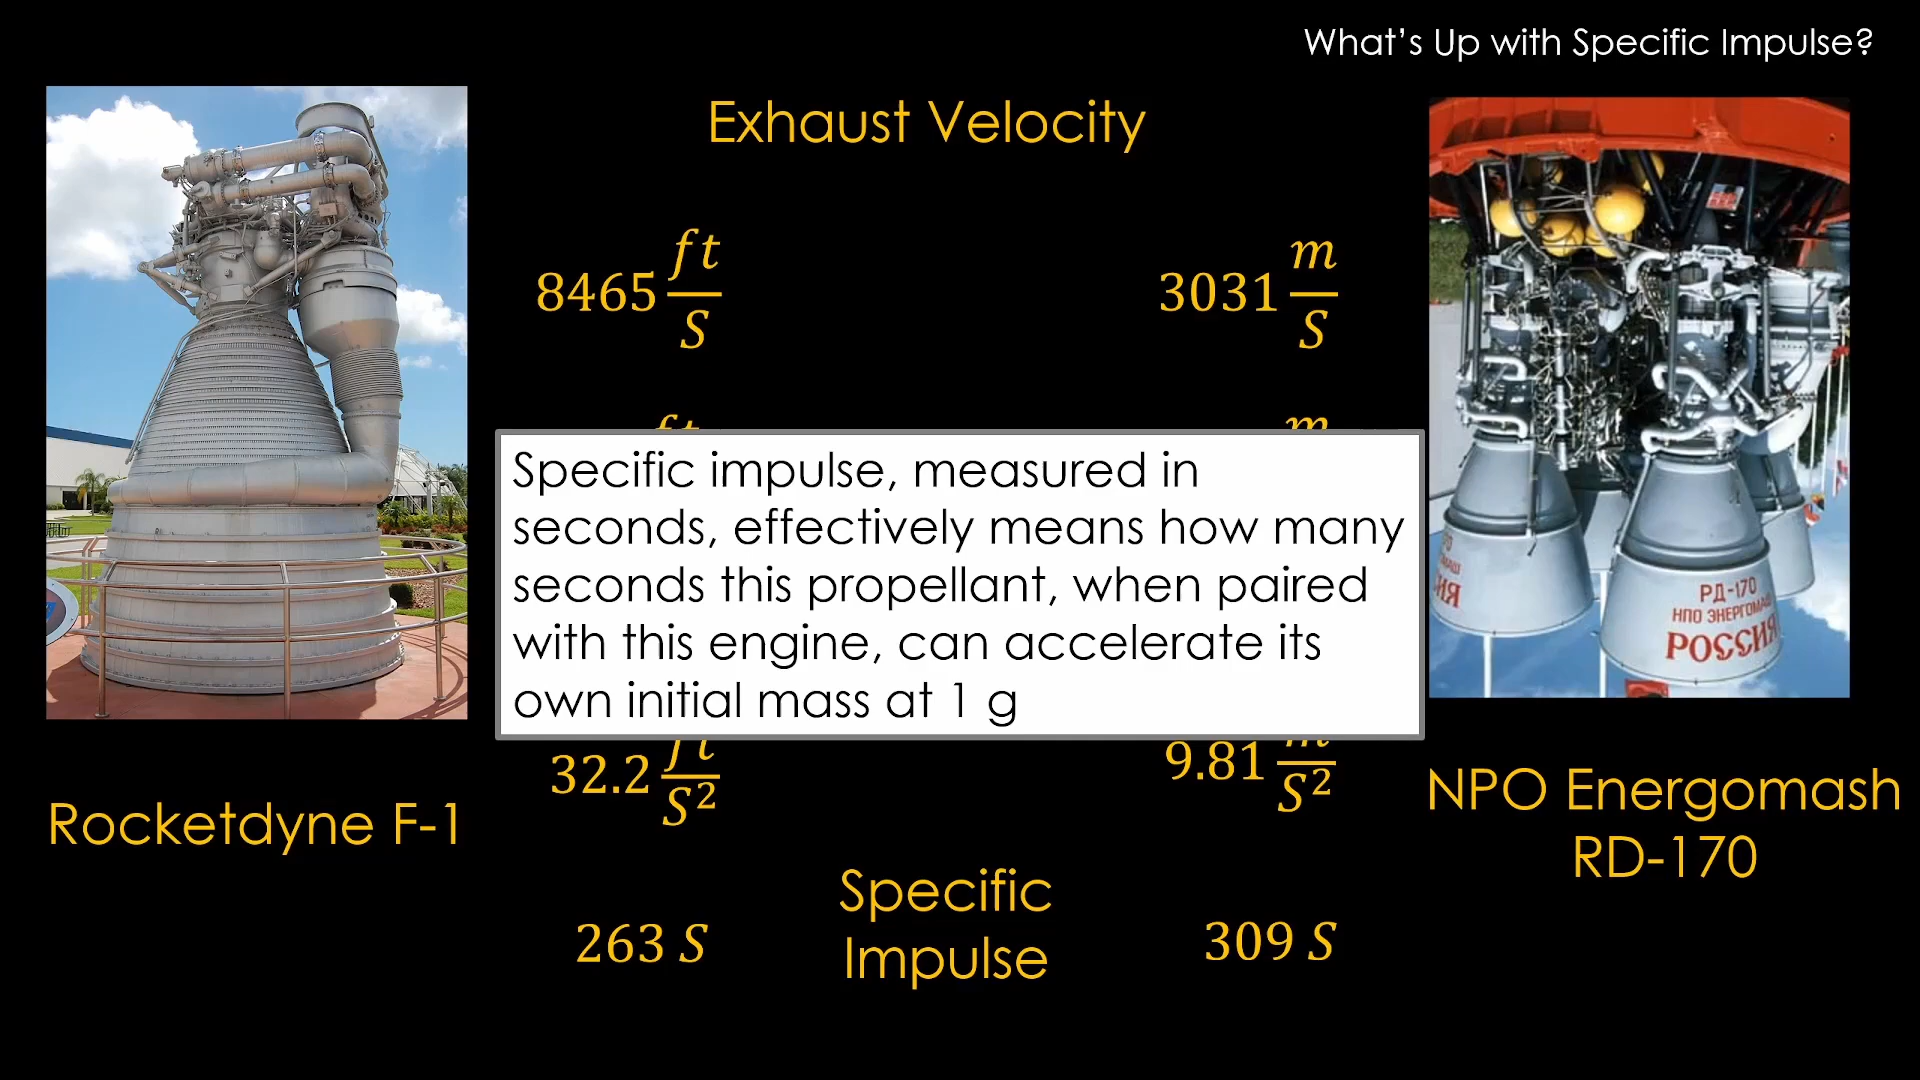 What's Up with Specific Impulse?
Exhaust Velocity
8465 ft/S
3031 m/S
ft
m
Specific impulse, measured in
seconds, effectively means how many
seconds this propellant, when paired
with this engine, can accelerate its
own initial mass at 1 g
32.2 ft/S²
9.81 m/S²
Rocketdyne F-1
NPO Energomash
RD-170
Specific
Impulse
263 S
309 S
РД-170
НПО ЭНЕРГОМАШ
РОССИЯ
ИЯ